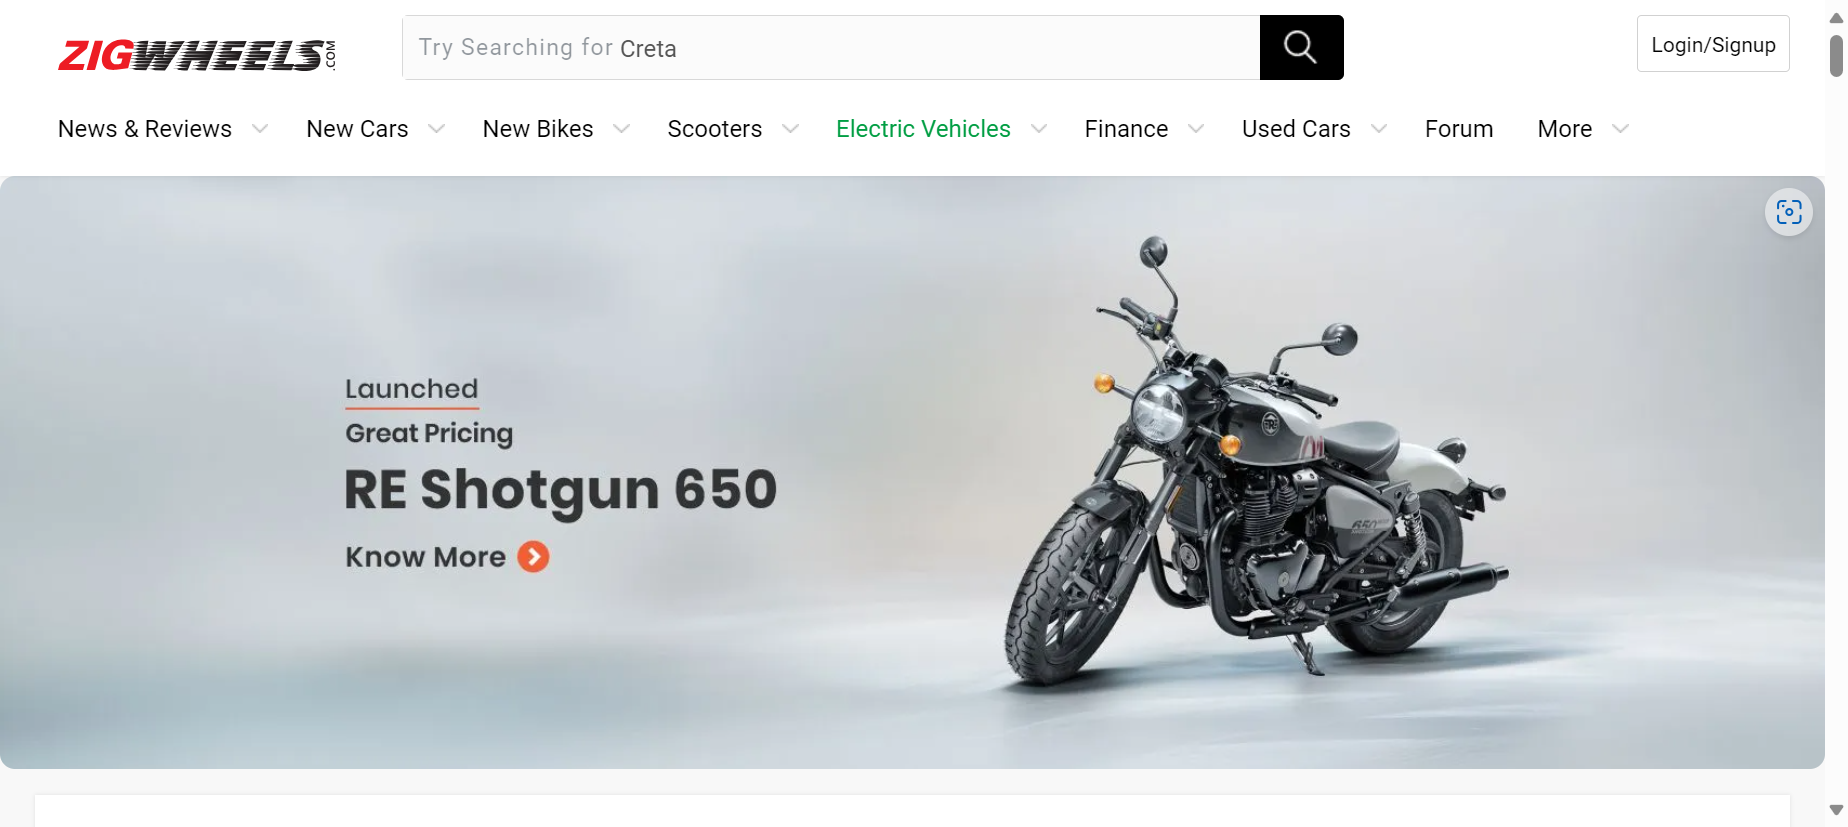 ZIGWHEELS.COM
Try Searching for Creta
Login/Signup
News & Reviews
New Cars
New Bikes
Scooters
Electric Vehicles
Finance
Used Cars
Forum
More
Launched
Great Pricing
RE Shotgun 650
Know More
650